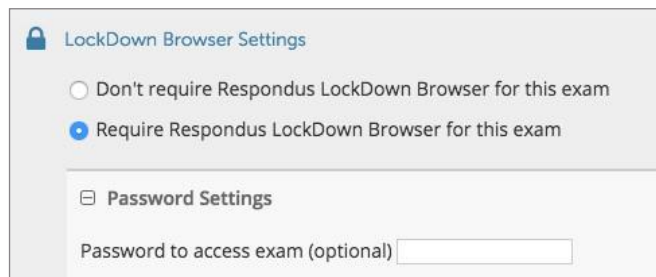 LockDown Browser Settings
Don't require Respondus LockDown Browser for this exam
Require Respondus LockDown Browser for this exam
Password Settings
Password to access exam (optional)